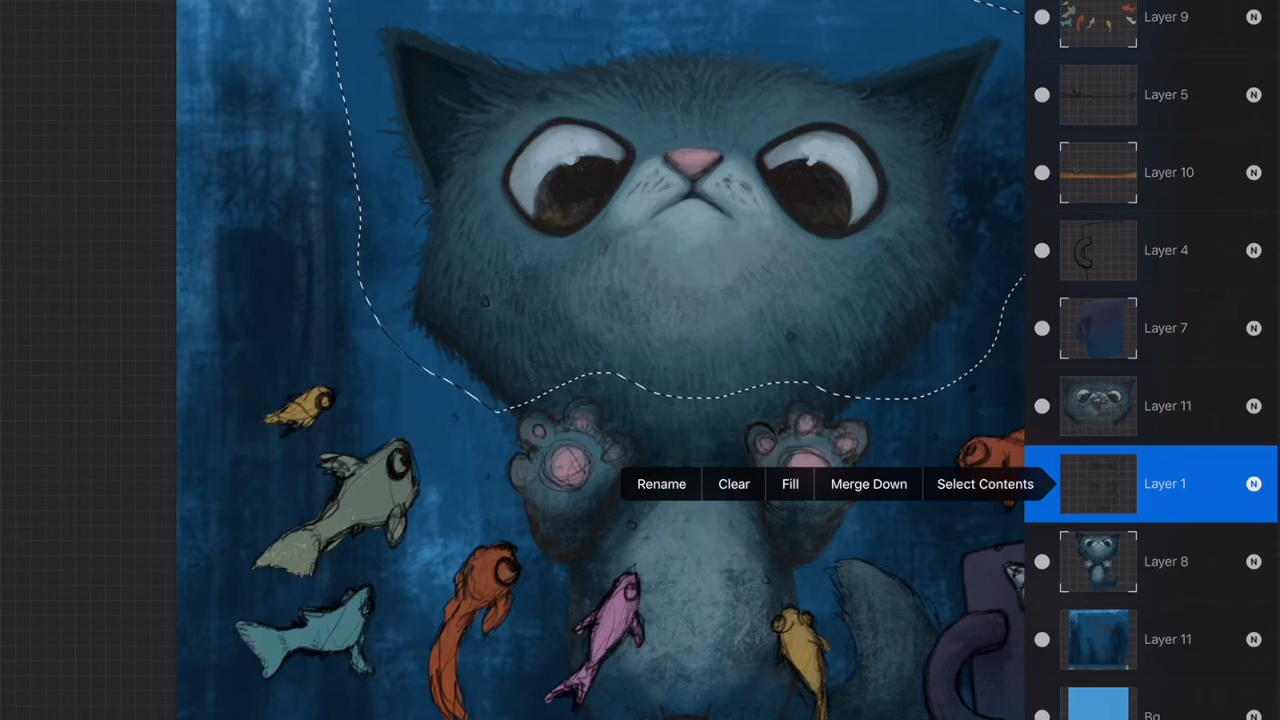 Layer 9 N
Layer 5 N
Layer 10 N
Layer 4 N
Layer 7 N
Layer 11 N
Rename Clear Fill Merge Down Select Contents Layer 1 N
Layer 8 N
Layer 11 N
Bg N